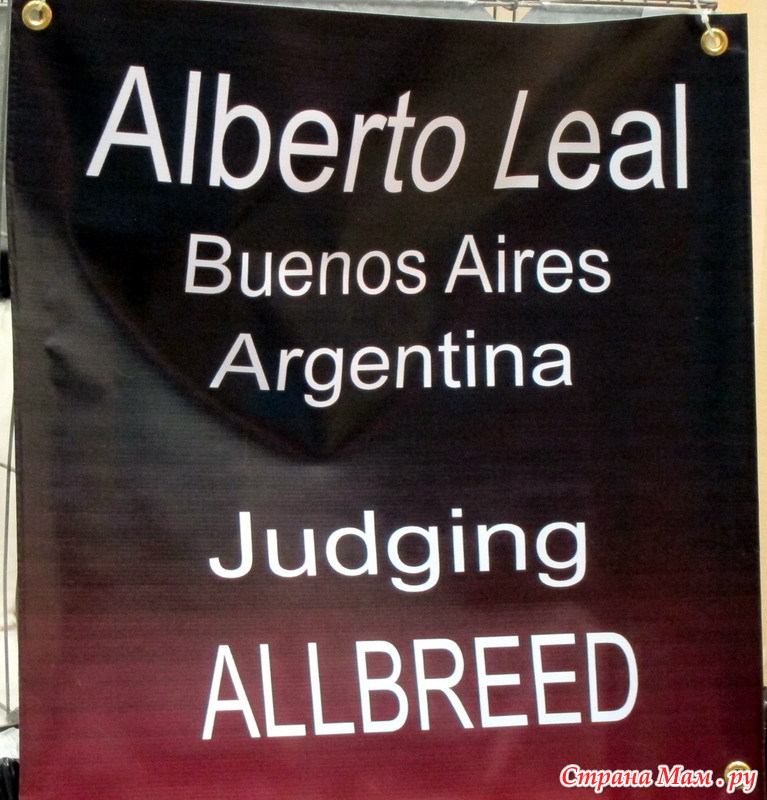 Alberto Leal
Buenos Aires
Argentina
Judging
ALLBREED
Страна Мам.ру